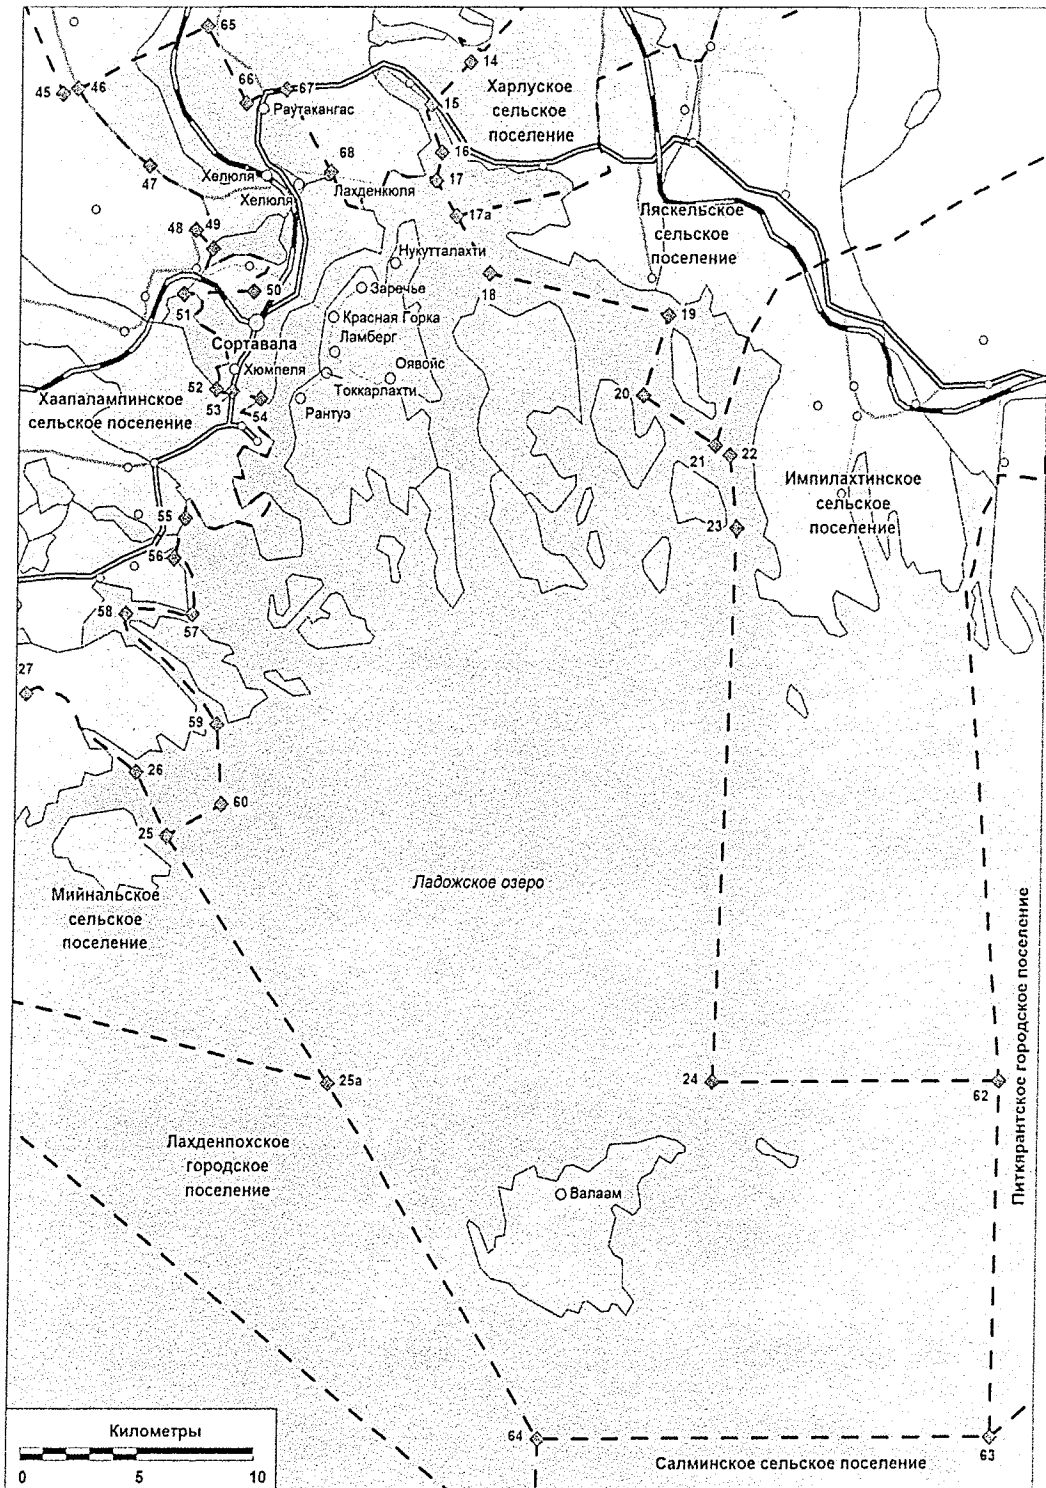 65
14
45
46
66
67
15
Харлуское
сельское
поселение
Раутакангас
16
47
68
17
Хелюля
Лахденкюля
Хелюля
17а
Ляскельское
сельское
поселение
48
49
Нукутталахти
18
50
Заречье
51
19
Красная Горка
Сортавала
Ламберг
Хюмпеля
Оявойс
52
Токкарлахти
20
53
54
Рантуэ
Хаапалампинское
сельское поселение
21
22
Импилахтинское
сельское
поселение
55
23
56
58
57
27
59
26
60
25
Ладожское озеро
Мийнальское
сельское
поселение
Питкярантское городское поселение
25а
24
62
Лахденпохское
городское
поселение
Валаам
Километры
0
5
10
64
63
Салминское сельское поселение